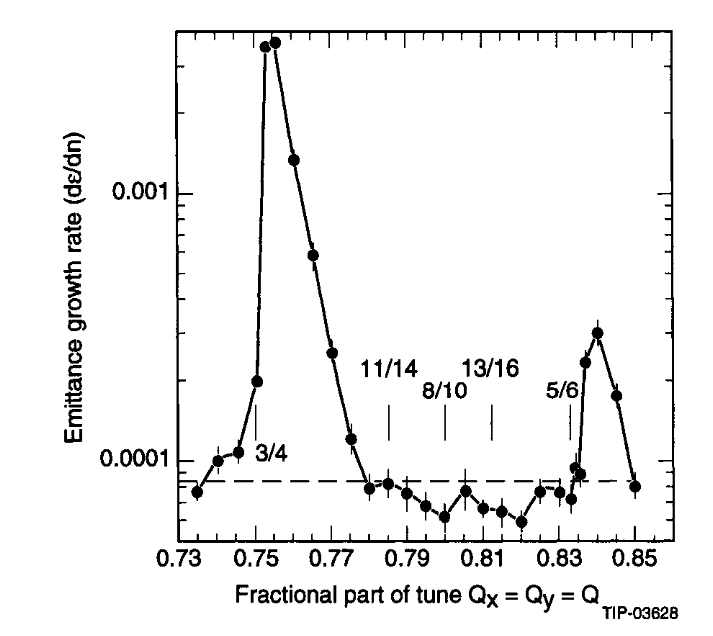 Emittance growth rate (dε/dn)
0.001
0.0001
11/14
13/16
8/10
5/6
3/4
0.73 0.75 0.77 0.79 0.81 0.83 0.85
Fractional part of tune Qx = Qy = Q
TIP-03628